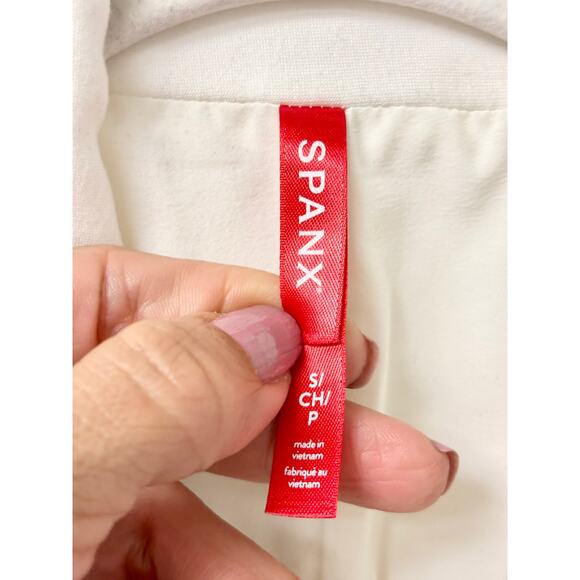 SPANX®
S/
CH/
P
made in
vietnam
fabriqué au
vietnam